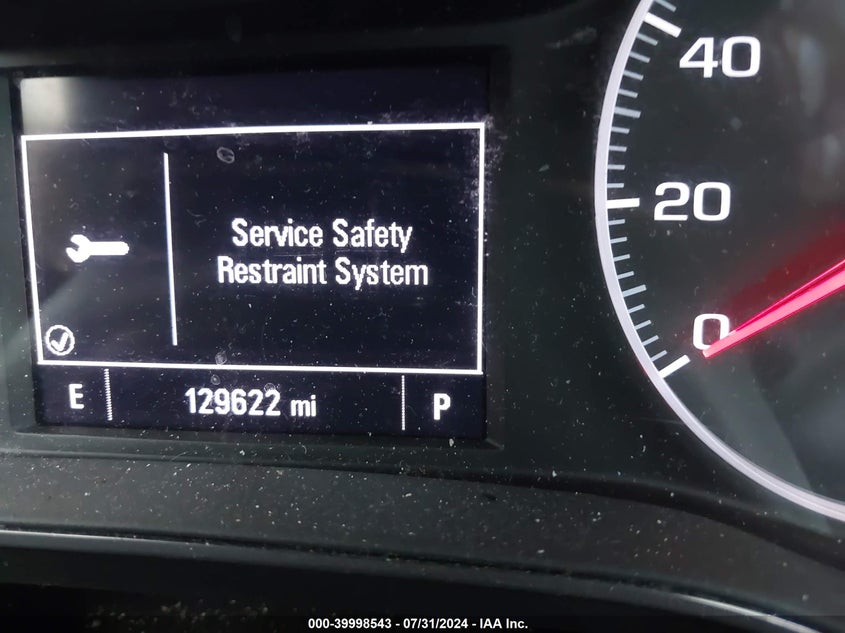 40
20
0
Service Safety
Restraint System
E 129622 mi P
000-39998543 - 07/31/2024 - IAA Inc.